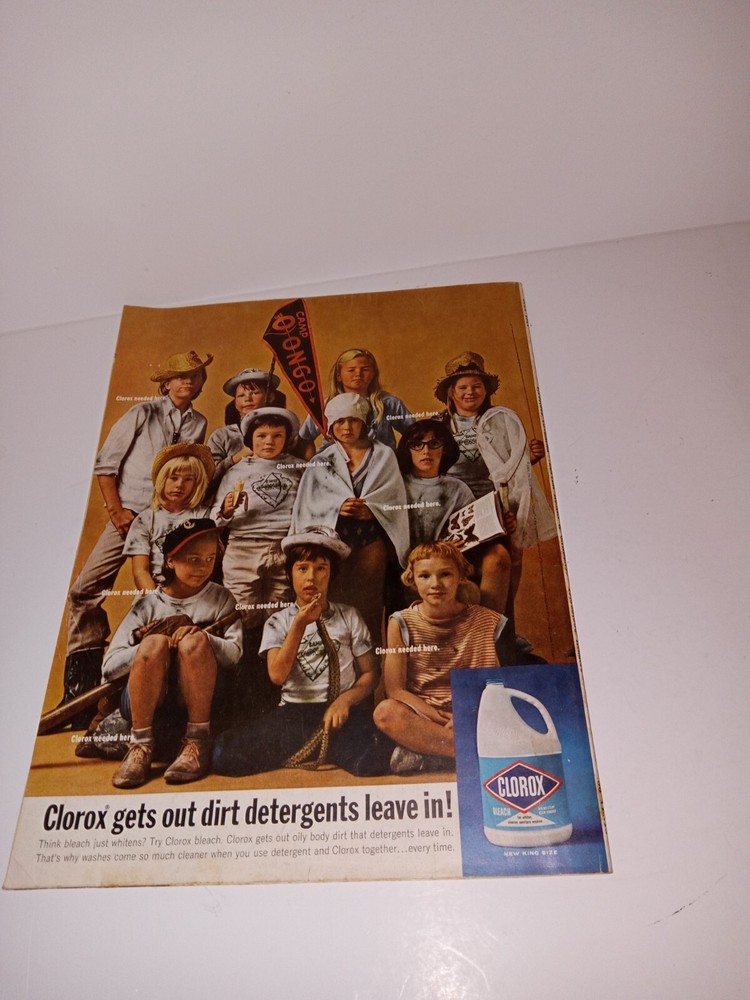 CAMP
OONGO
Clorox needed here.
Clorox needed here.
Clorox needed here.
Clorox needed here.
Clorox needed here.
Clorox needed here.
Clorox needed here.
Clorox needed here.
Clorox® gets out dirt detergents leave in!
Think bleach just whitens? Try Clorox bleach. Clorox gets out oily body dirt that detergents leave in.
That's why washes come so much cleaner when you use detergent and Clorox together...every time.
CLOROX
BLEACH
NEW KING SIZE